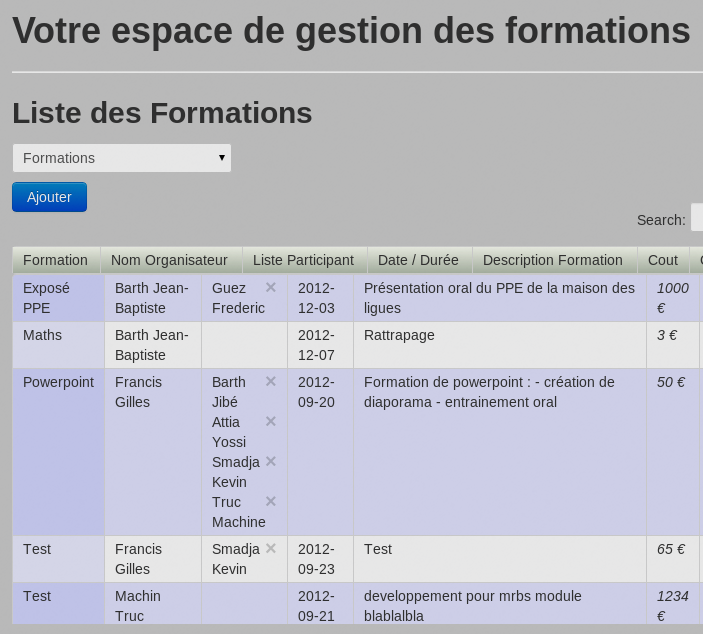 Votre espace de gestion des formations
Liste des Formations
Formations
Ajouter
Search:
Formation Nom Organisateur Liste Participant Date / Durée Description Formation Cout
Exposé Barth Jean- Guez × 2012- Présentation oral du PPE de la maison des 1000
PPE Baptiste Frederic 12-03 ligues €
Maths Barth Jean- 2012- Rattrapage 3 €
Baptiste 12-07
Powerpoint Francis Barth × 2012- Formation de powerpoint : - création de 50 €
Gilles Jibé 09-20 diaporama - entrainement oral
Attia ×
Yossi
Smadja ×
Kevin
Truc ×
Machine
Test Francis Smadja × 2012- Test 65 €
Gilles Kevin 09-23
Test Machin 2012- developpement pour mrbs module 1234
Truc 09-21 blablalbla €